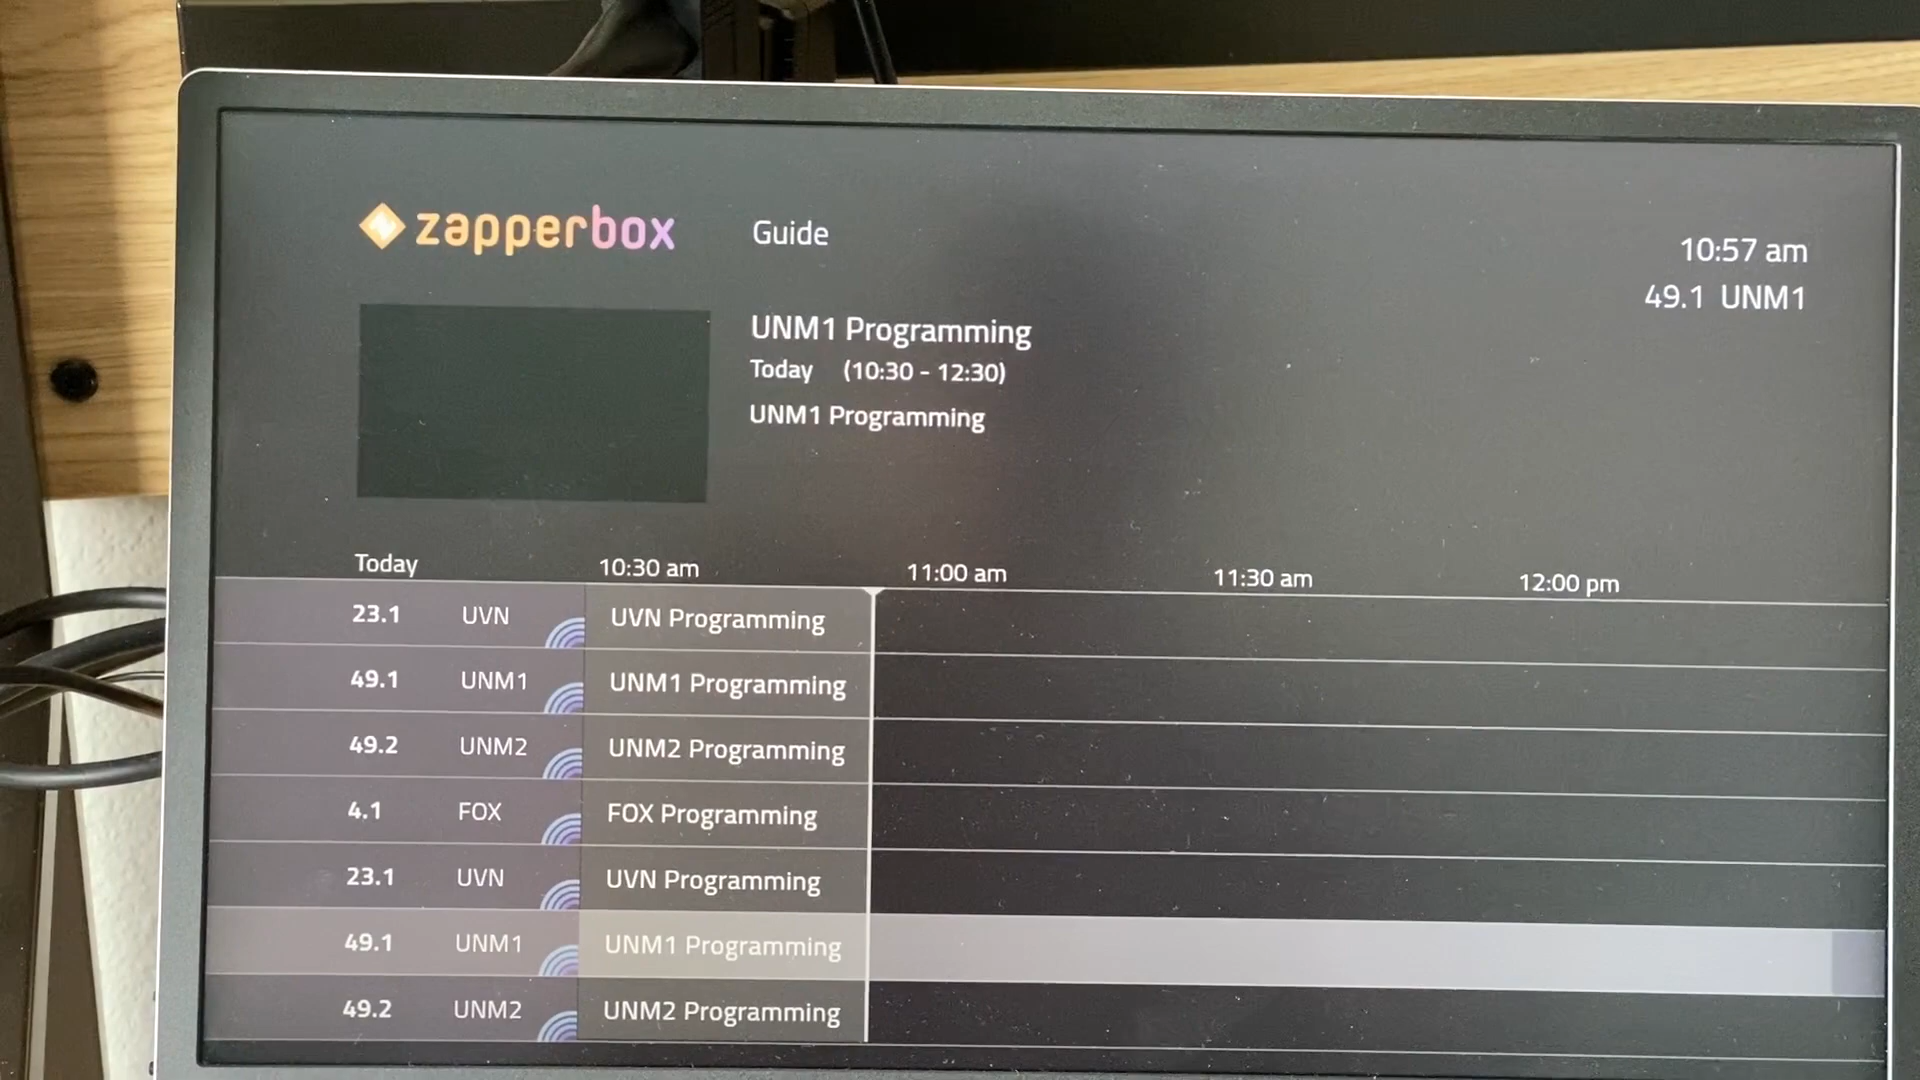 zapperbox Guide
10:57 am
49.1 UNM1
UNM1 Programming
Today (10:30 - 12:30)
UNM1 Programming
Today 10:30 am 11:00 am 11:30 am 12:00 pm
23.1 UVN UVN Programming
49.1 UNM1 UNM1 Programming
49.2 UNM2 UNM2 Programming
4.1 FOX FOX Programming
23.1 UVN UVN Programming
49.1 UNM1 UNM1 Programming
49.2 UNM2 UNM2 Programming